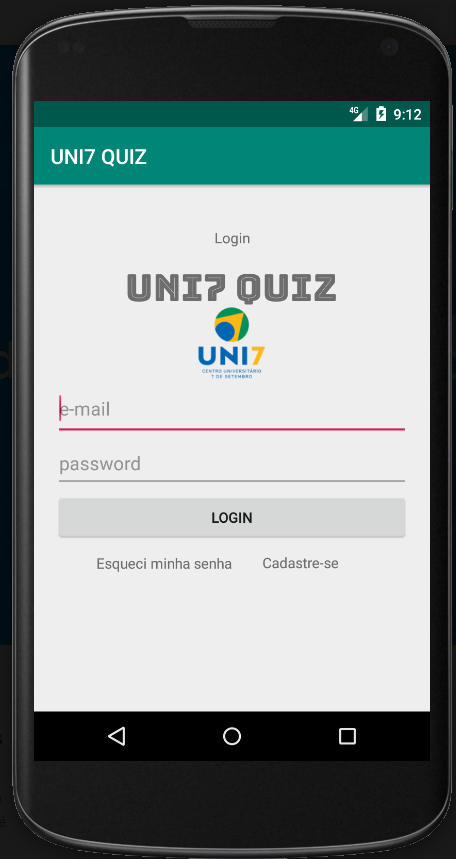 4G 9:12
UNI7 QUIZ
Login
UNI7 QUIZ
UNI7
CENTRO UNIVERSITÁRIO
7 DE SETEMBRO
e-mail
password
LOGIN
Esqueci minha senha Cadastre-se